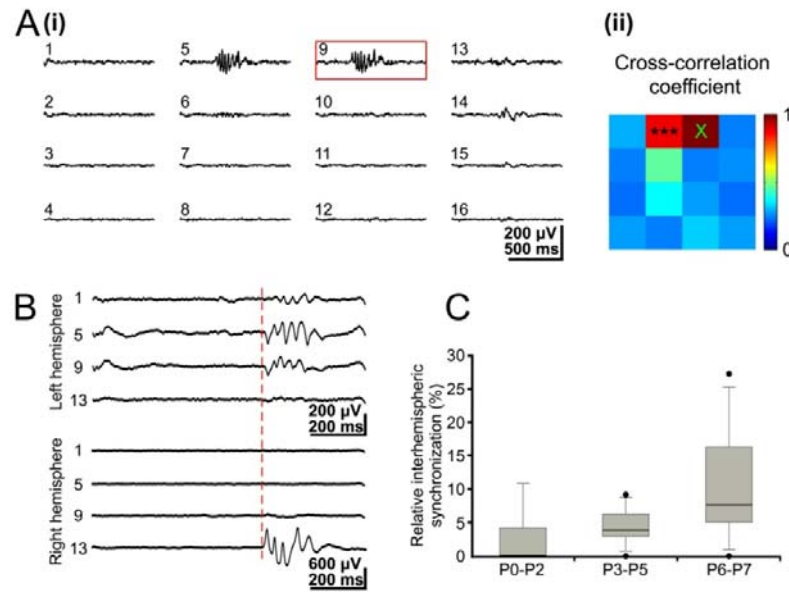 A (i)
1 5 9 13
2 6 10 14
3 7 11 15
4 8 12 16
200 µV
500 ms
(ii)
Cross-correlation
coefficient
*** X
1
0
B
Left hemisphere
1
5
9
13
200 µV
200 ms
Right hemisphere
1
5
9
13
600 µV
200 ms
C
Relative interhemispheric
synchronization (%)
30
25
20
15
10
5
0
P0-P2 P3-P5 P6-P7